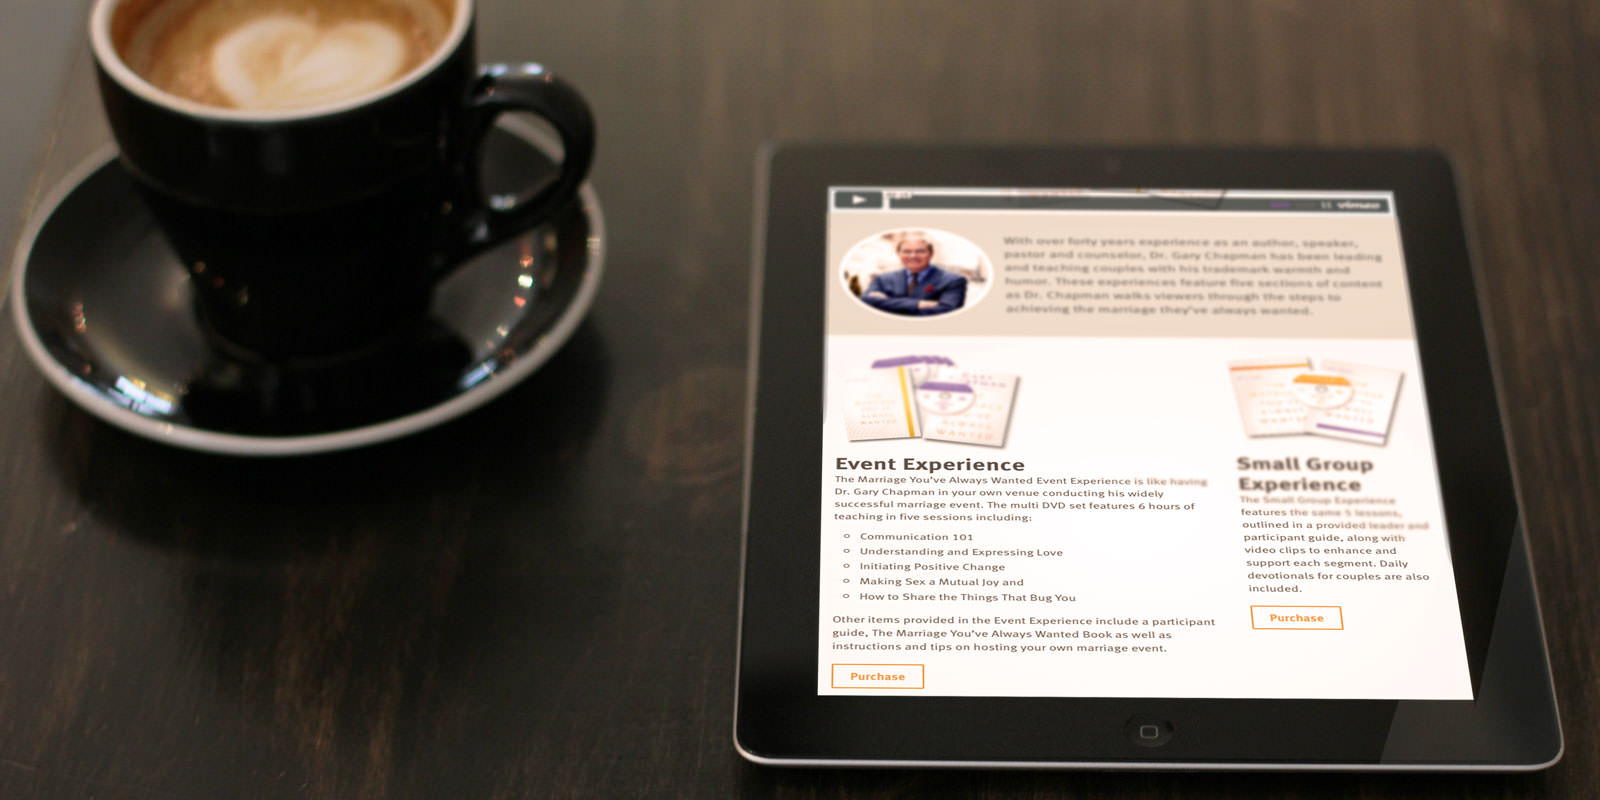 vimeo
With over forty years experience as an author, speaker,
pastor and counselor, Dr. Gary Chapman has been leading
and teaching couples with his trademark warmth and
humor. These experiences feature five sections of content
as Dr. Chapman walks viewers through the steps to
achieving the marriage they've always wanted.
Event Experience
The Marriage You've Always Wanted Event Experience is like having
Dr. Gary Chapman in your own venue conducting his widely
successful marriage event. The multi DVD set features 6 hours of
teaching in five sessions including:
Communication 101
Understanding and Expressing Love
Initiating Positive Change
Making Sex a Mutual Joy and
How to Share the Things That Bug You
Other items provided in the Event Experience include a participant
guide, The Marriage You've Always Wanted Book as well as
instructions and tips on hosting your own marriage event.
Purchase
Small Group
Experience
The Small Group Experience
features the same 5 lessons,
outlined in a provided leader and
participant guide, along with
video clips to enhance and
support each segment. Daily
devotionals for couples are also
included.
Purchase